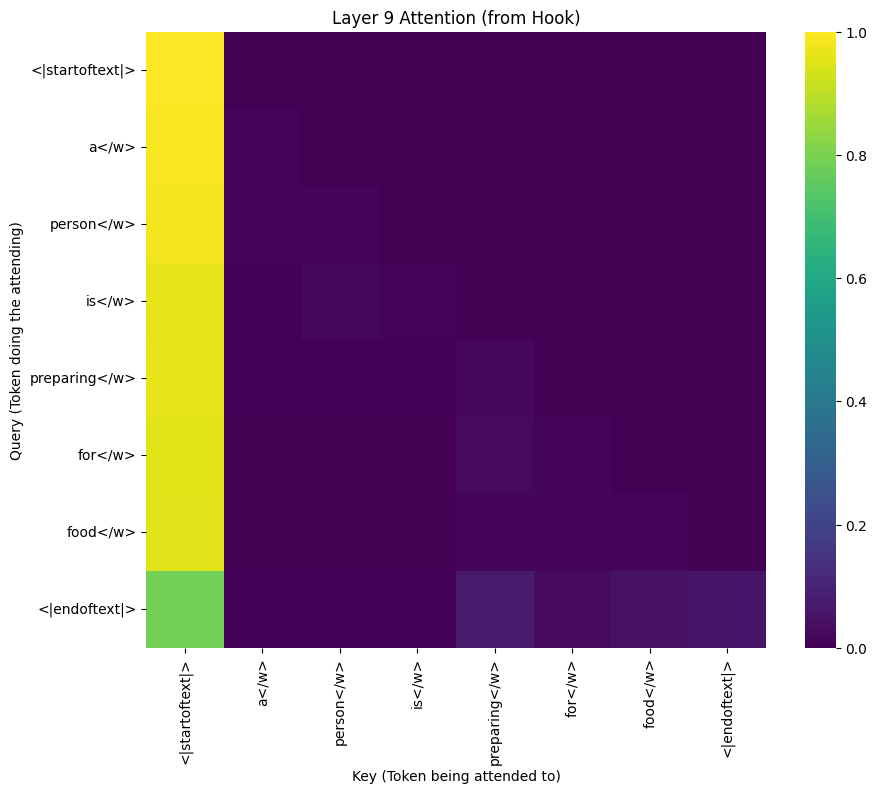 Layer 9 Attention (from Hook)
<|startoftext|>
a</w>
person</w>
is</w>
preparing</w>
for</w>
food</w>
<|endoftext|>
Query (Token doing the attending)
<|startoftext|>
a</w>
person</w>
is</w>
preparing</w>
for</w>
food</w>
<|endoftext|>
Key (Token being attended to)
1.0
0.8
0.6
0.4
0.2
0.0